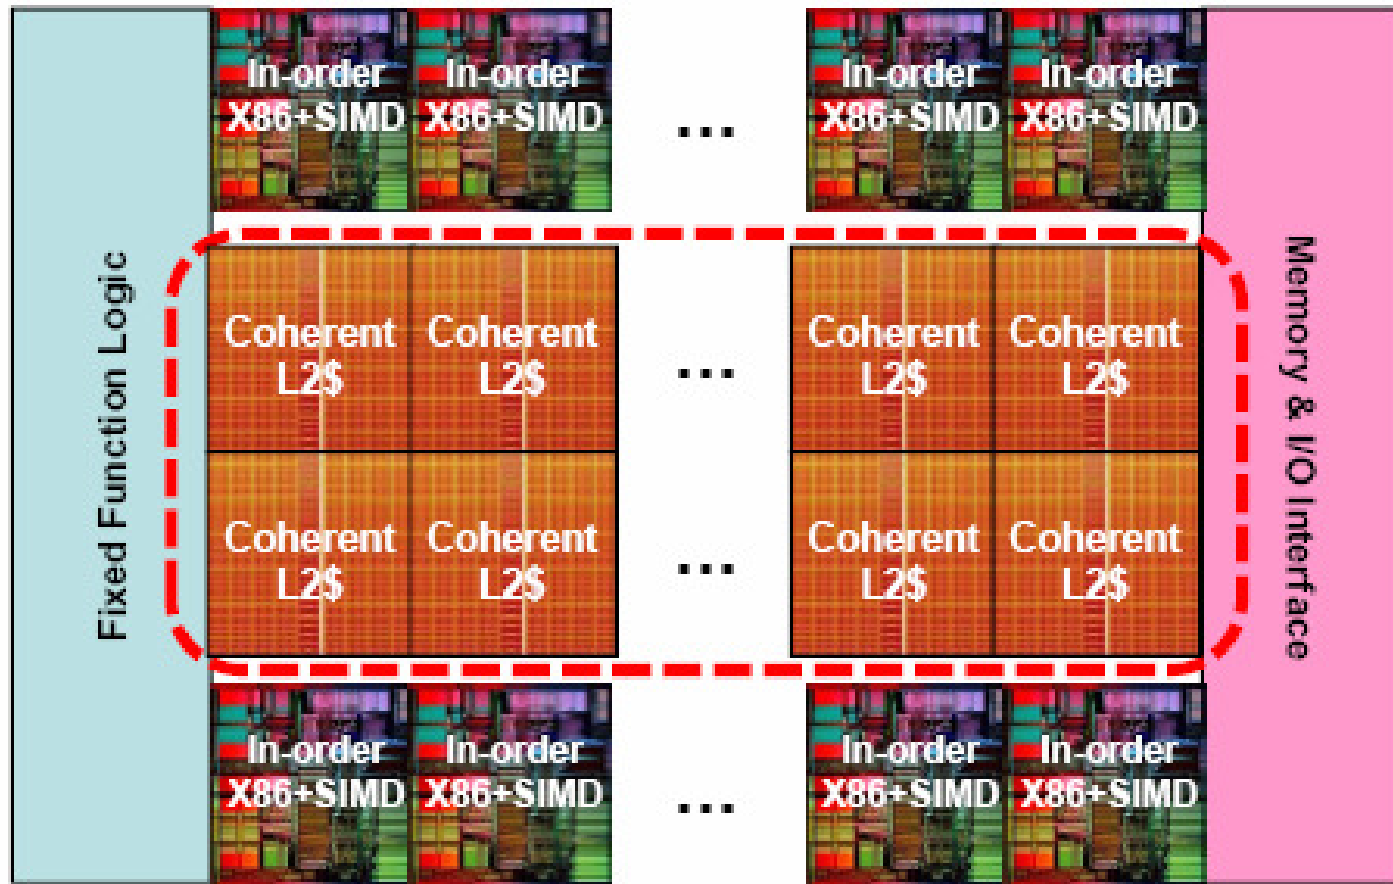 Fixed Function Logic
In-order
X86+SIMD
In-order
X86+SIMD
...
In-order
X86+SIMD
In-order
X86+SIMD
Coherent
L2$
Coherent
L2$
...
Coherent
L2$
Coherent
L2$
Coherent
L2$
Coherent
L2$
...
Coherent
L2$
Coherent
L2$
In-order
X86+SIMD
In-order
X86+SIMD
...
In-order
X86+SIMD
In-order
X86+SIMD
Memory & I/O Interface